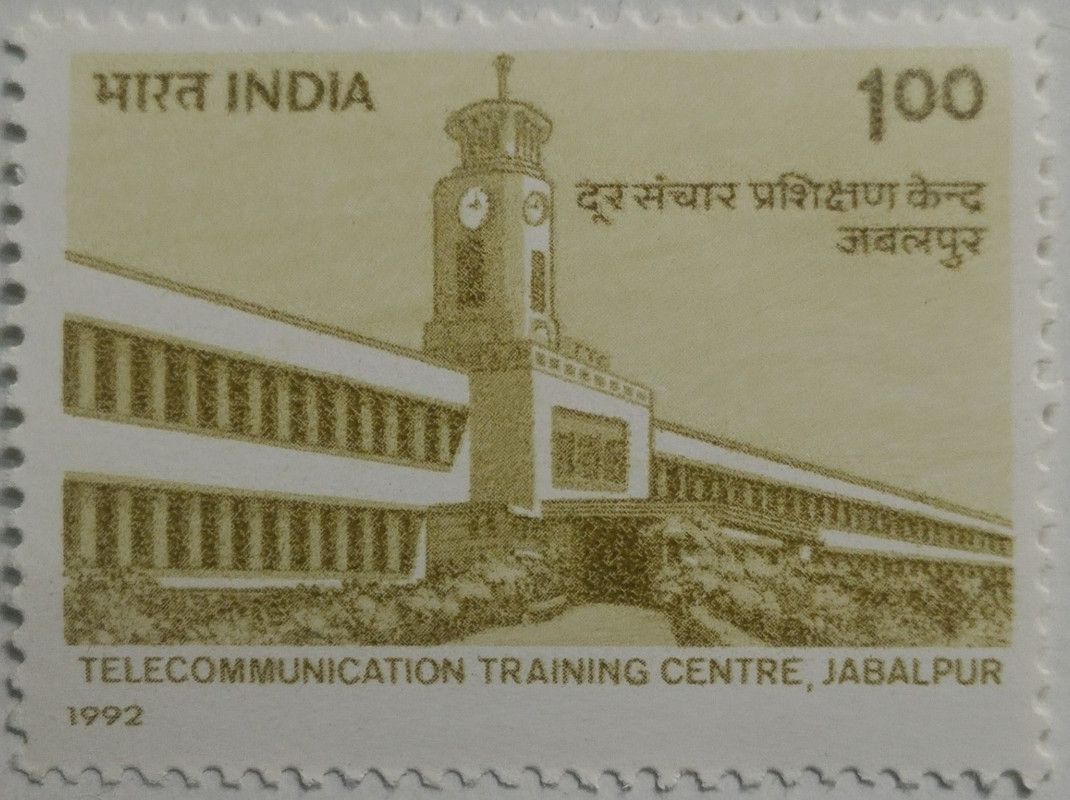 भारत INDIA
100
दूर संचार प्रशिक्षण केन्द्र
जबलपुर
TELECOMMUNICATION TRAINING CENTRE, JABALPUR
1992